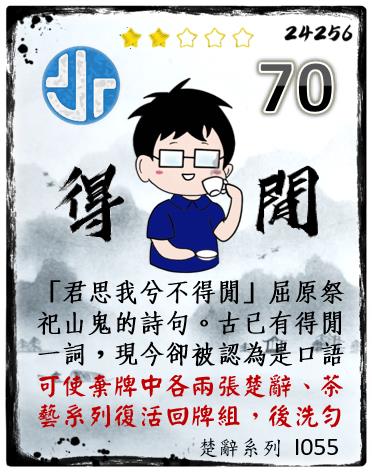 24256
70
得閒
「君思我兮不得閒」屈原祭
祀山鬼的詩句。古已有得閒
一詞，現今卻被認為是口語
可使棄牌中各兩張楚辭、茶
藝系列復活回牌組，後洗勻
楚辭系列 I055